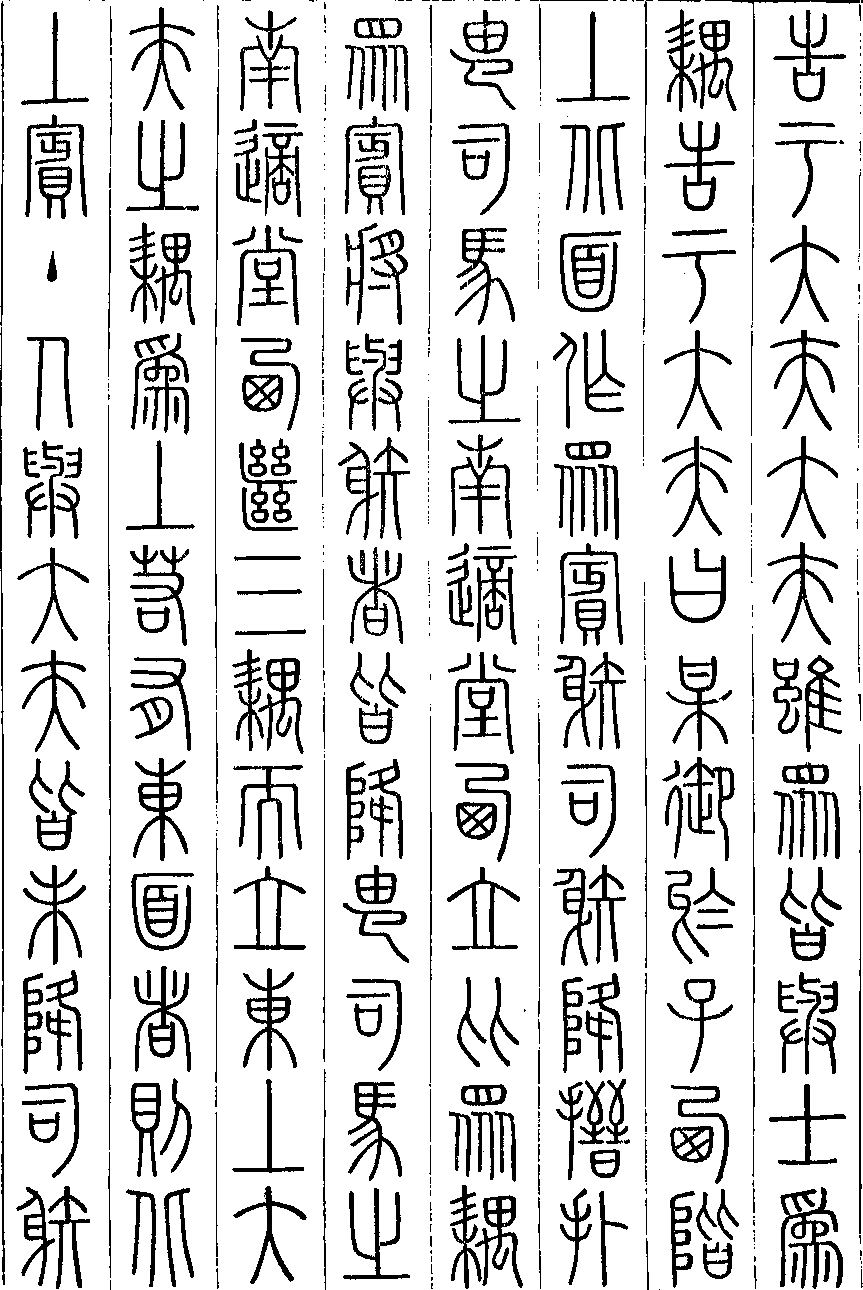 告于大夫大夫雖眾皆與士為
耦告于大夫曰某御於子西階
上北面作眾賓射司射降搢扑
由司馬之南適堂西立比眾耦
眾賓將與射者皆降由司馬之
南適堂西繼三耦而立東上大
夫之耦為上若有東面者則北
上賓主人與大夫皆未降司射